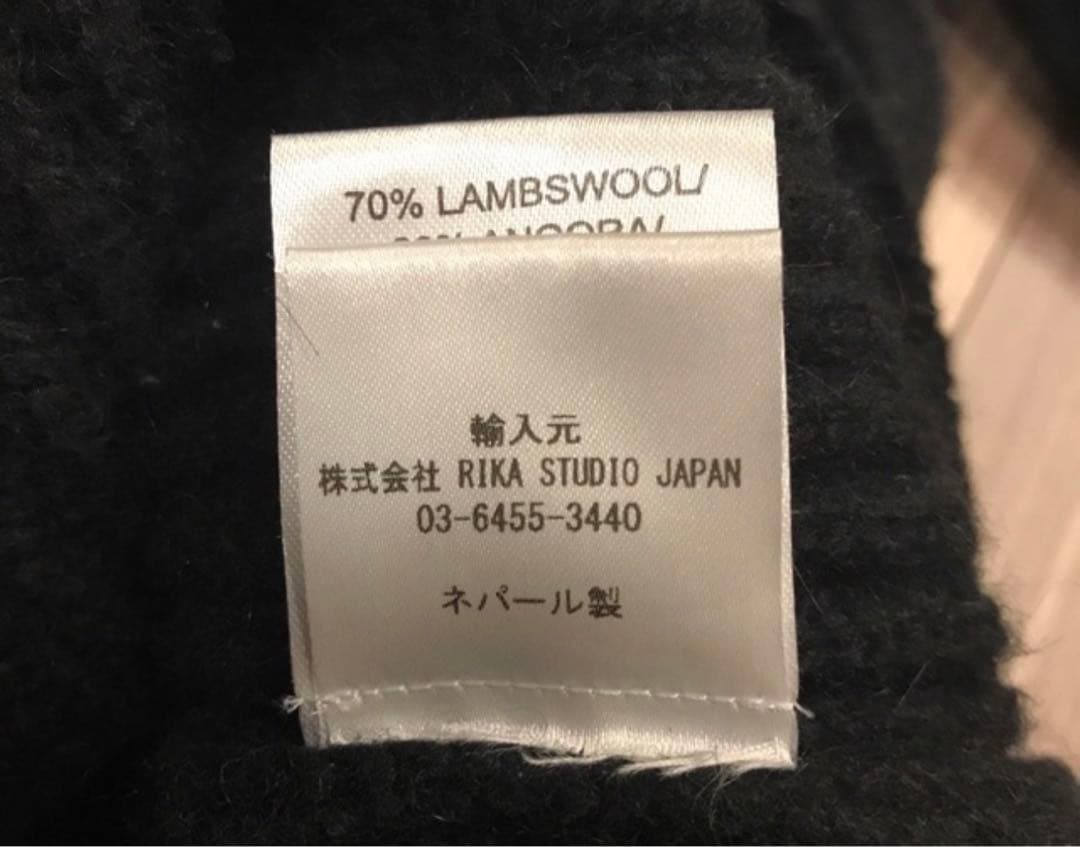 70% LAMBSWOOL/
ANGORA/
輸入元
株式会社 RIKA STUDIO JAPAN
03-6455-3440
ネパール製